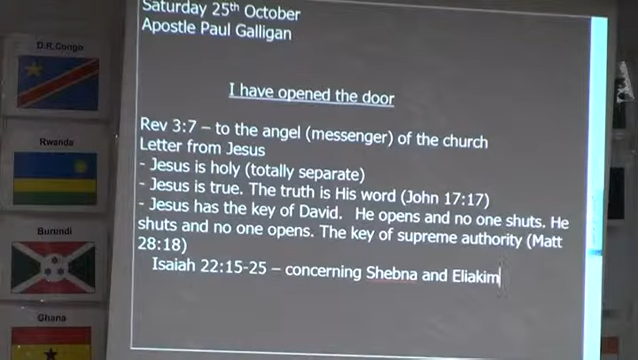 Saturday 25th October
Apostle Paul Galligan
I have opened the door
Rev 3:7 – to the angel (messenger) of the church
Letter from Jesus
- Jesus is holy (totally separate)
- Jesus is true. The truth is His word (John 17:17)
- Jesus has the key of David.   He opens and no one shuts. He
shuts and no one opens. The key of supreme authority (Matt
28:18)
Isaiah 22:15-25 – concerning Shebna and Eliakim
D.R.Congo
Rwanda
Burundi
Ghana